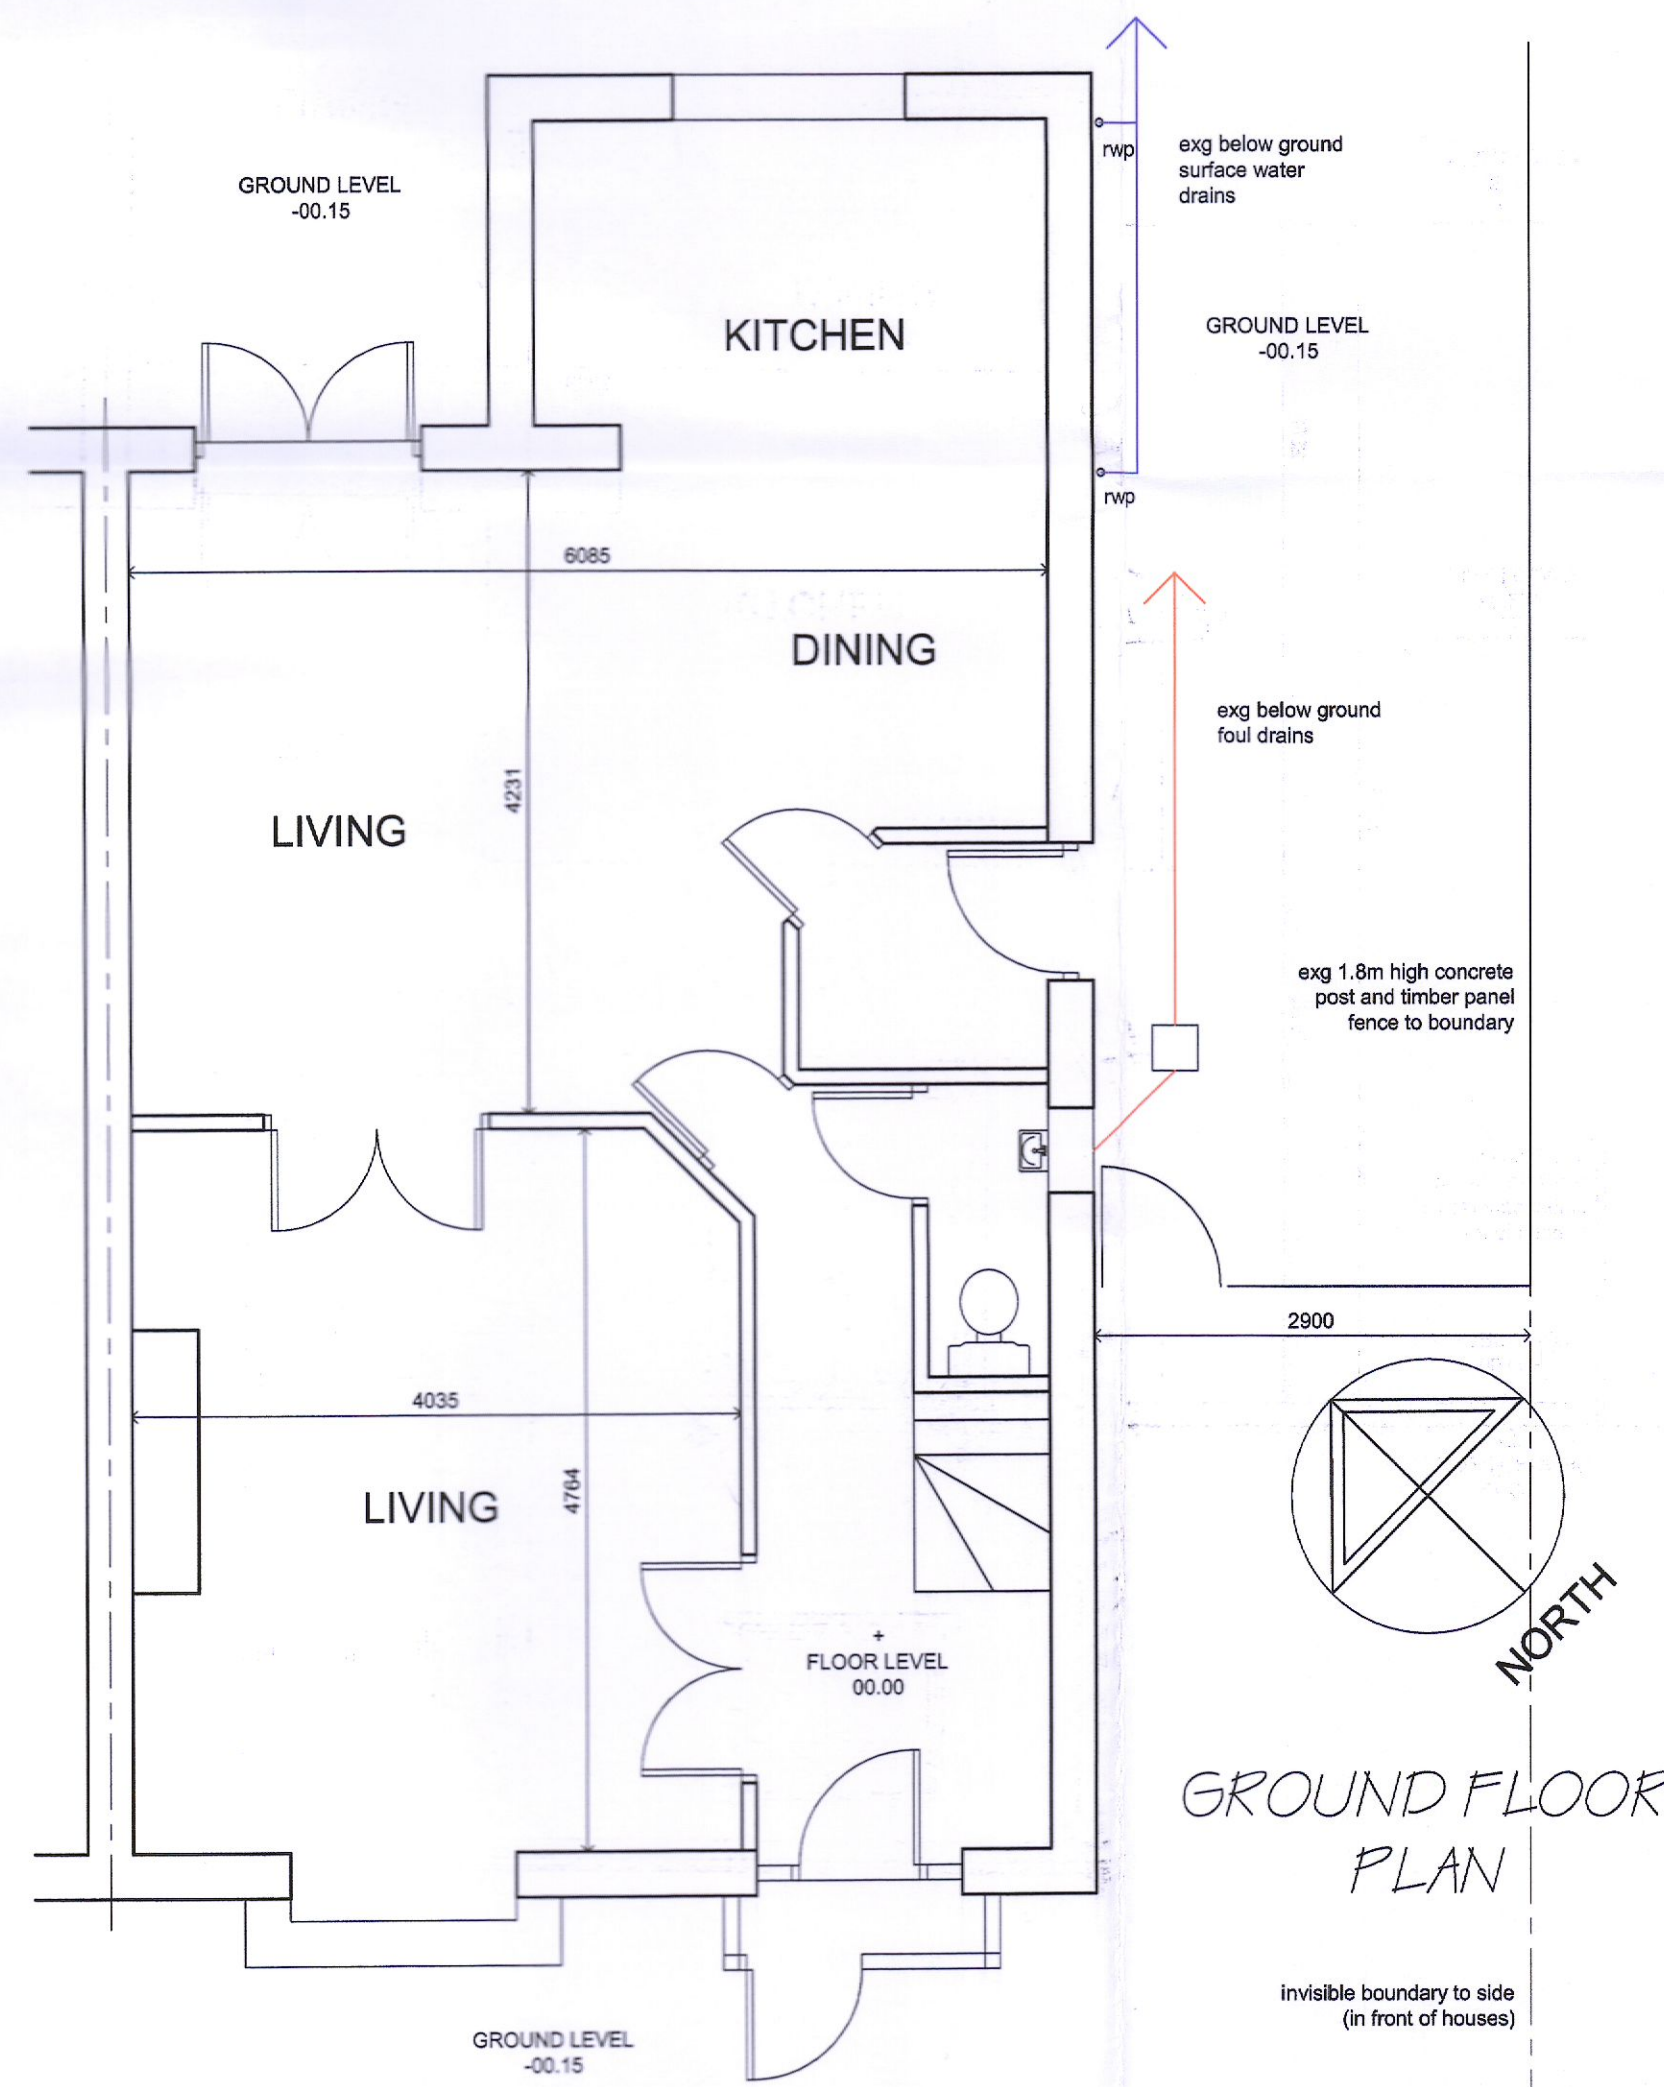 rwp
exg below ground
surface water
drains
GROUND LEVEL
-00.15
GROUND LEVEL
-00.15
KITCHEN
rwp
6085
DINING
exg below ground
foul drains
4231
LIVING
exg 1.8m high concrete
post and timber panel
fence to boundary
2900
4035
4764
LIVING
NORTH
+
FLOOR LEVEL
00.00
GROUND FLOOR
PLAN
invisible boundary to side
(in front of houses)
GROUND LEVEL
-00.15